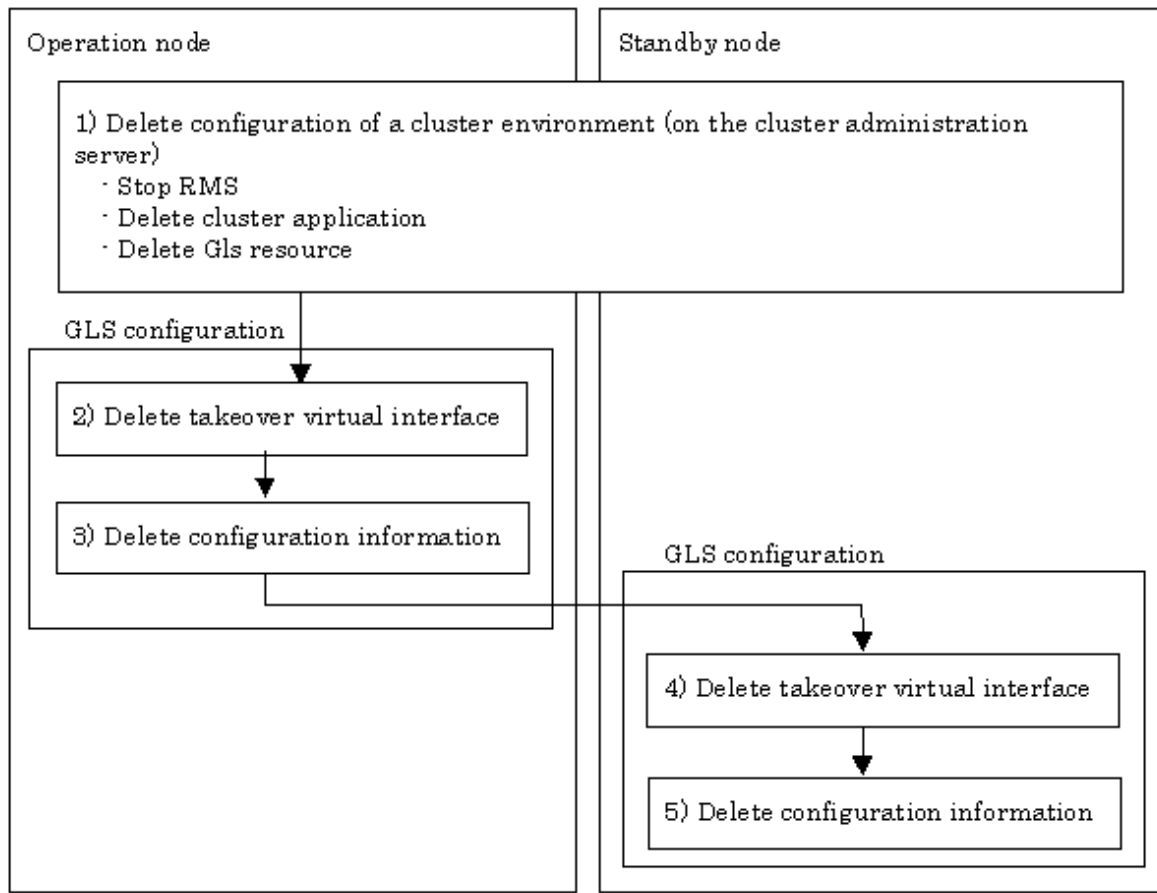 Operation node
Standby node
1) Delete configuration of a cluster environment (on the cluster administration
server)
- Stop RMS
- Delete cluster application
- Delete Gls resource
GLS configuration
2) Delete takeover virtual interface
3) Delete configuration information
GLS configuration
4) Delete takeover virtual interface
5) Delete configuration information